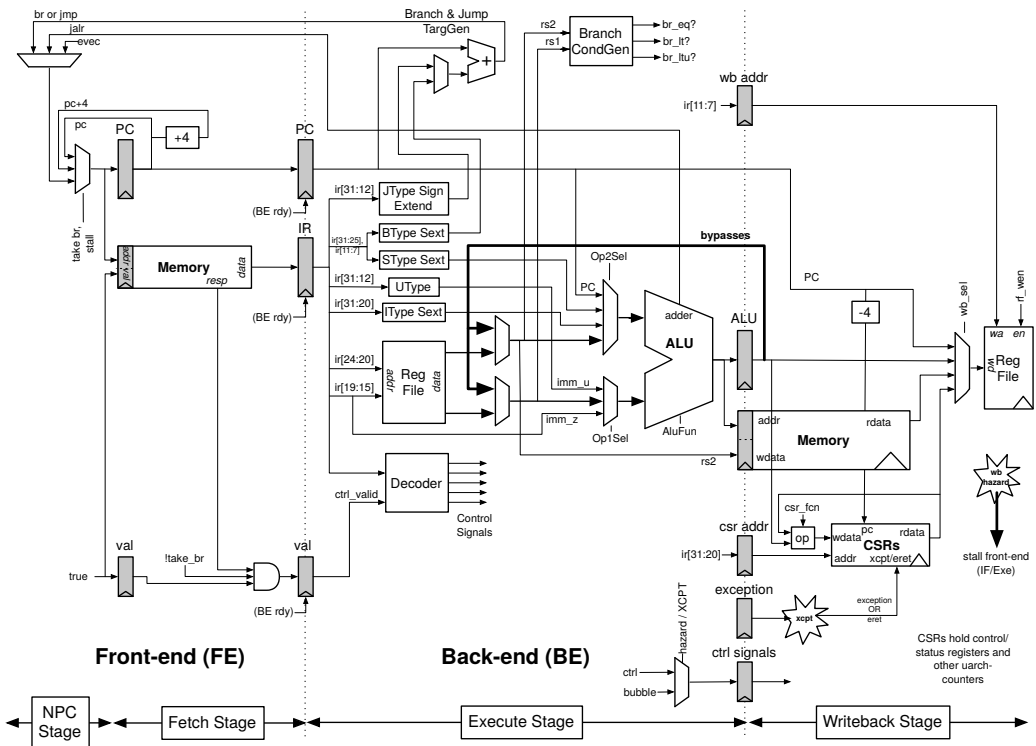 br or jmp
jalr
evec
Branch & Jump
TargGen
+
rs2
rs1
Branch
CondGen
br_eq?
br_lt?
br_ltu?
wb addr
ir[11:7]
pc+4
pc
PC
+4
PC
take br,
stall
(BE rdy)
IR
ir[31:12]
JType Sign
Extend
ir[31:25],
ir[11:7]
BType Sext
SType Sext
ir[31:12]
UType
ir[31:20]
IType Sext
addr
val
Memory
resp
data
(BE rdy)
bypasses
Op2Sel
PC
PC
adder
ALU
ALU
-4
wb_sel
rf_wen
wa
en
wd
Reg
File
ir[24:20]
ir[19:15]
addr
Reg
File
data
imm_u
imm_z
Op1Sel
AluFun
rs2
addr
wdata
Memory
rdata
wb
hazard
stall front-end
(IF/Exe)
Decoder
ctrl_valid
Control
Signals
csr_fcn
op
csr addr
ir[31:20]
pc
wdata
rdata
CSRs
addr
xcpt/eret
true
val
!take_br
val
(BE rdy)
exception
xcpt
exception
OR
eret
hazard / XCPT
ctrl
bubble
ctrl signals
CSRs hold control/
status registers and
other uarch-
counters
Front-end (FE)
Back-end (BE)
NPC
Stage
Fetch Stage
Execute Stage
Writeback Stage